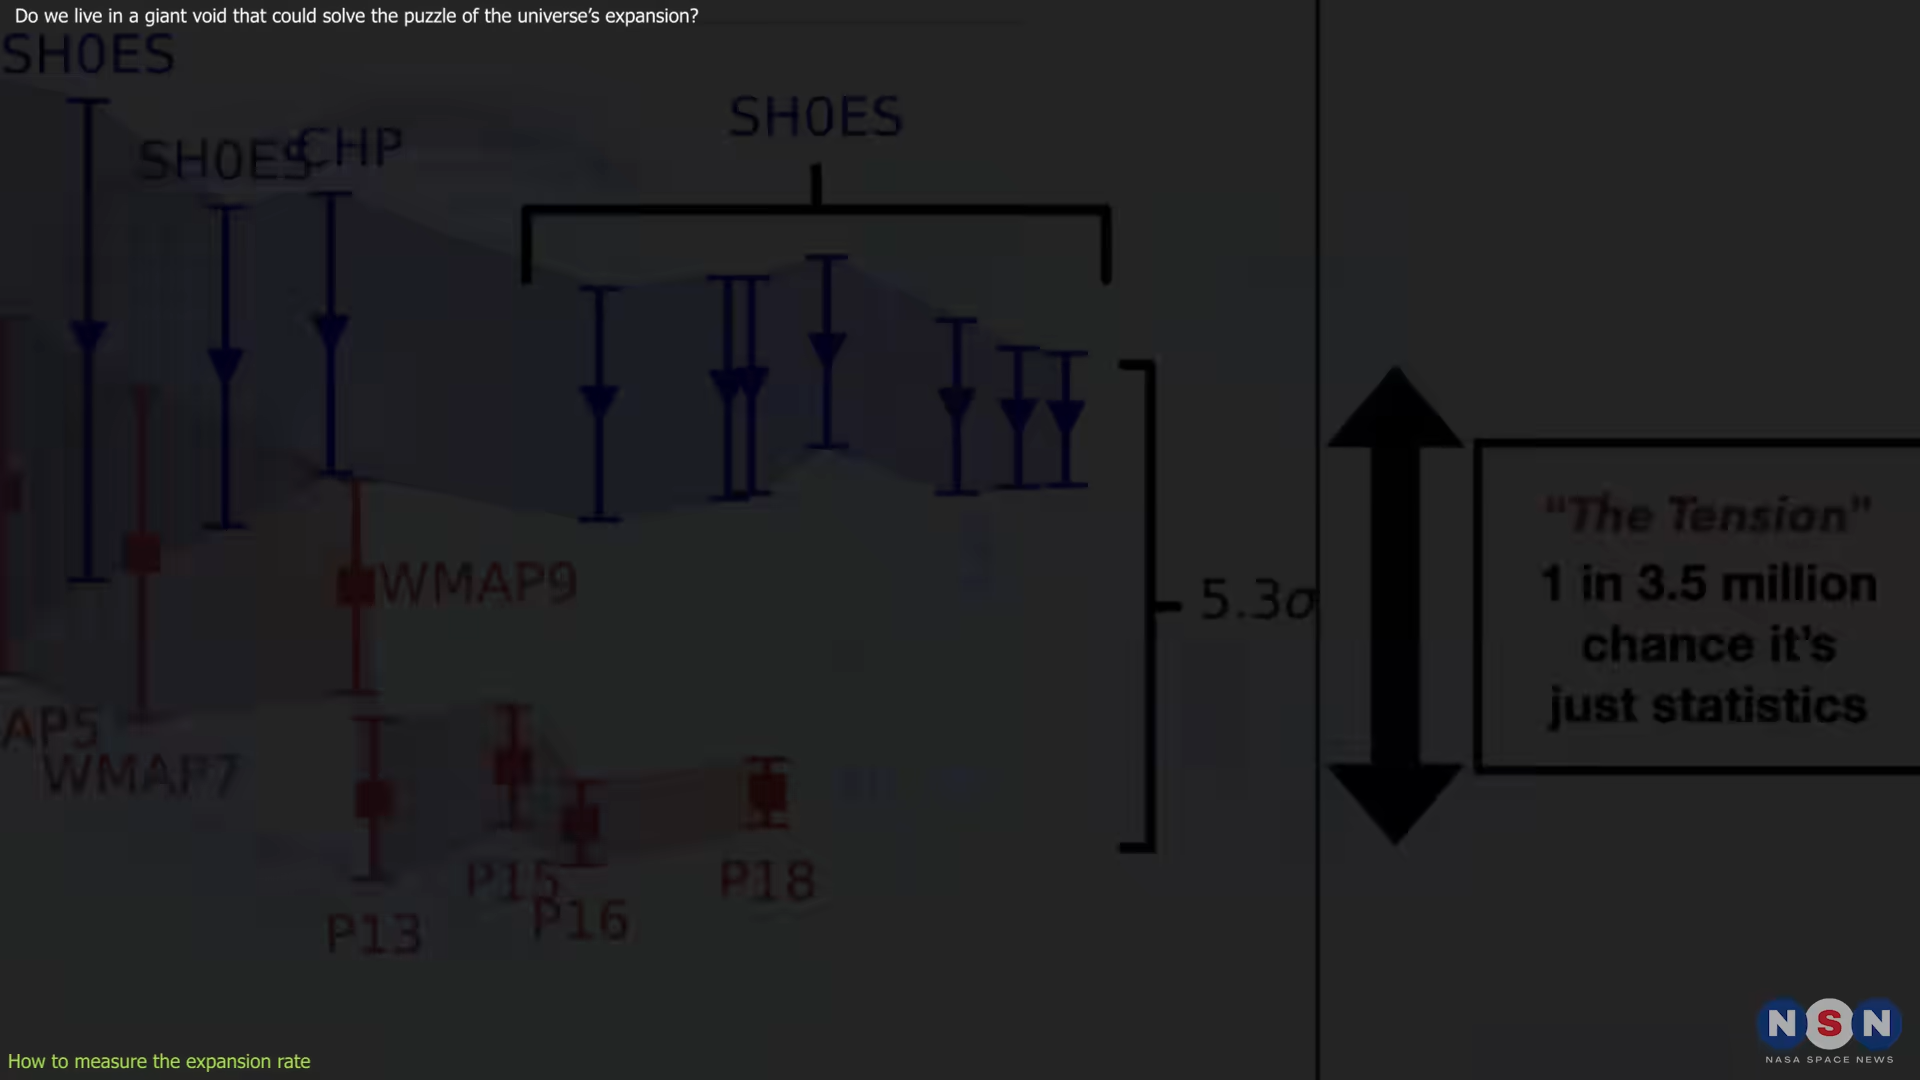 Do we live in a giant void that could solve the puzzle of the universe’s expansion?
SH0ES
SH0ES
CHP
SH0ES
WMAP9
5.3σ
"The Tension"
1 in 3.5 million
chance it's
just statistics
AP5
WMAP7
P15
P18
P16
P13
NSN
NASA SPACE NEWS
How to measure the expansion rate